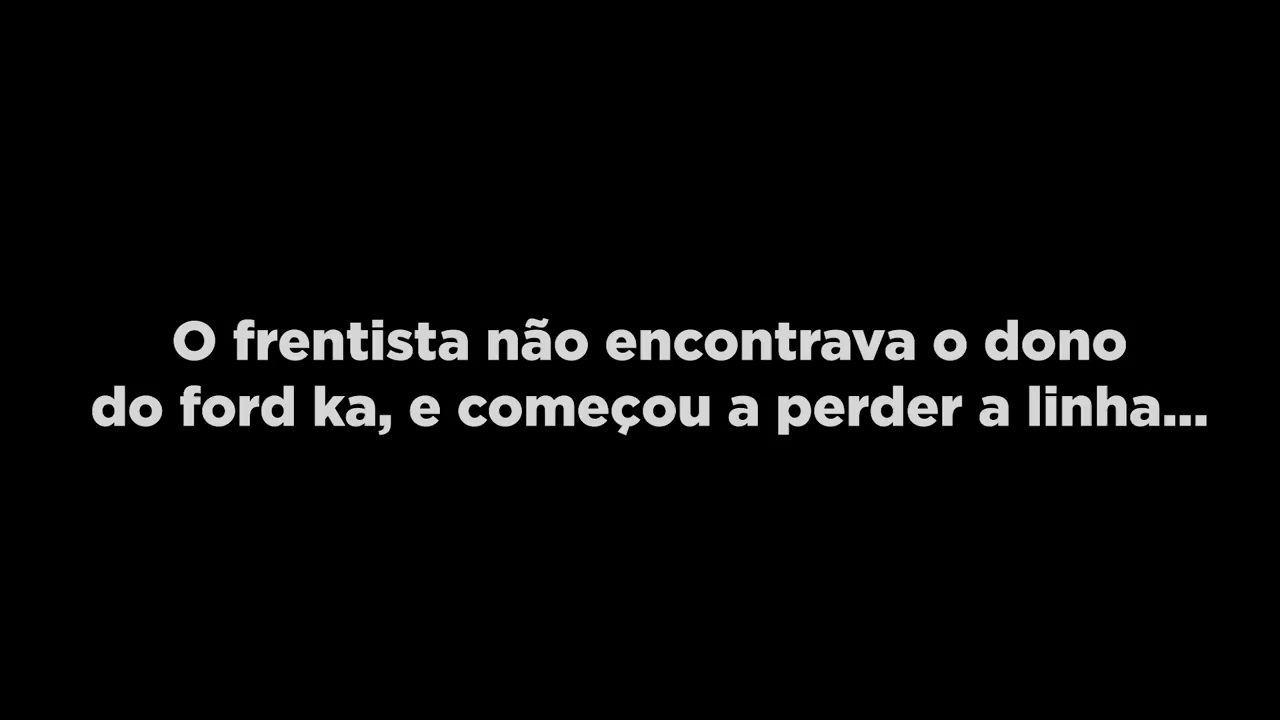 O frentista não encontrava o dono
do ford ka, e começou a perder a linha...